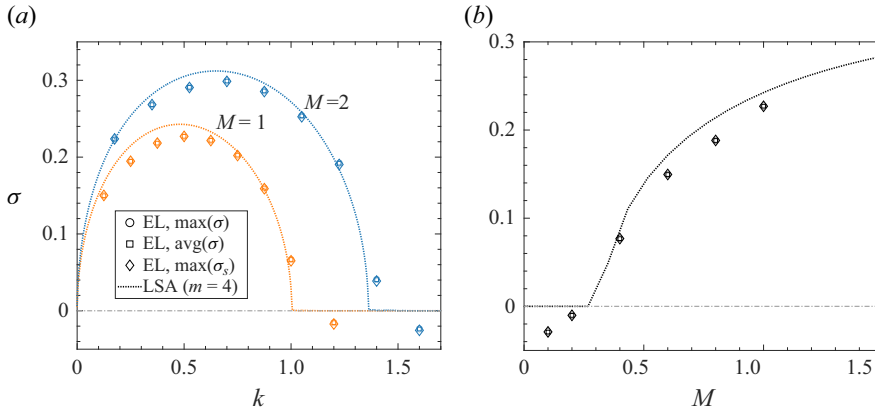 (a)
(b)
0.3
0.2
0.1
0
σ
M = 2
M = 1
EL, max(σ)
EL, avg(σ)
EL, max(σₛ)
LSA (m = 4)
0 0.5 1.0 1.5
k
0.3
0.2
0.1
0
0 0.5 1.0 1.5
M